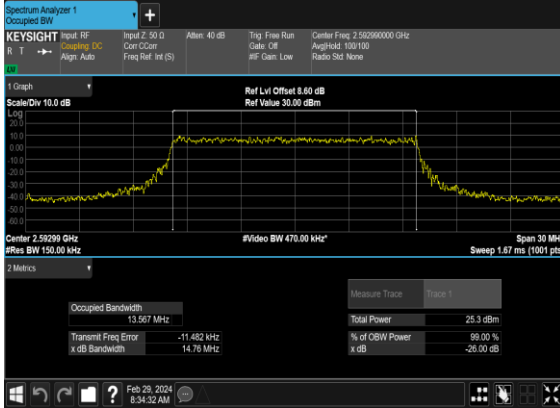 Spectrum Analyzer 1
Occupied BW
KEYSIGHT Input: RF Input Z: 50 Ω Atten: 40 dB Trig: Free Run Center Freq: 2.592990000 GHz
R T Coupling: DC Corr CCorr Gate: Off Avg|Hold: 100/100
Align: Auto Freq Ref: Int (S) #IF Gain: Low Radio Std: None
LW
1 Graph Ref Lvl Offset 8.60 dB
Scale/Div 10.0 dB Ref Value 30.00 dBm
Log
20.0
10.0
0.00
-10.0
-20.0
-30.0
-40.0
-50.0
-60.0
Center 2.59299 GHz #Video BW 470.00 kHz* Span 30 MH
#Res BW 150.00 kHz Sweep 1.67 ms (1001 pts
2 Metrics
Measure Trace Trace 1
Occupied Bandwidth
13.567 MHz Total Power 25.3 dBm
Transmit Freq Error -11.482 kHz % of OBW Power 99.00 %
x dB Bandwidth 14.76 MHz x dB -26.00 dB
Feb 29, 2024
8:34:32 AM